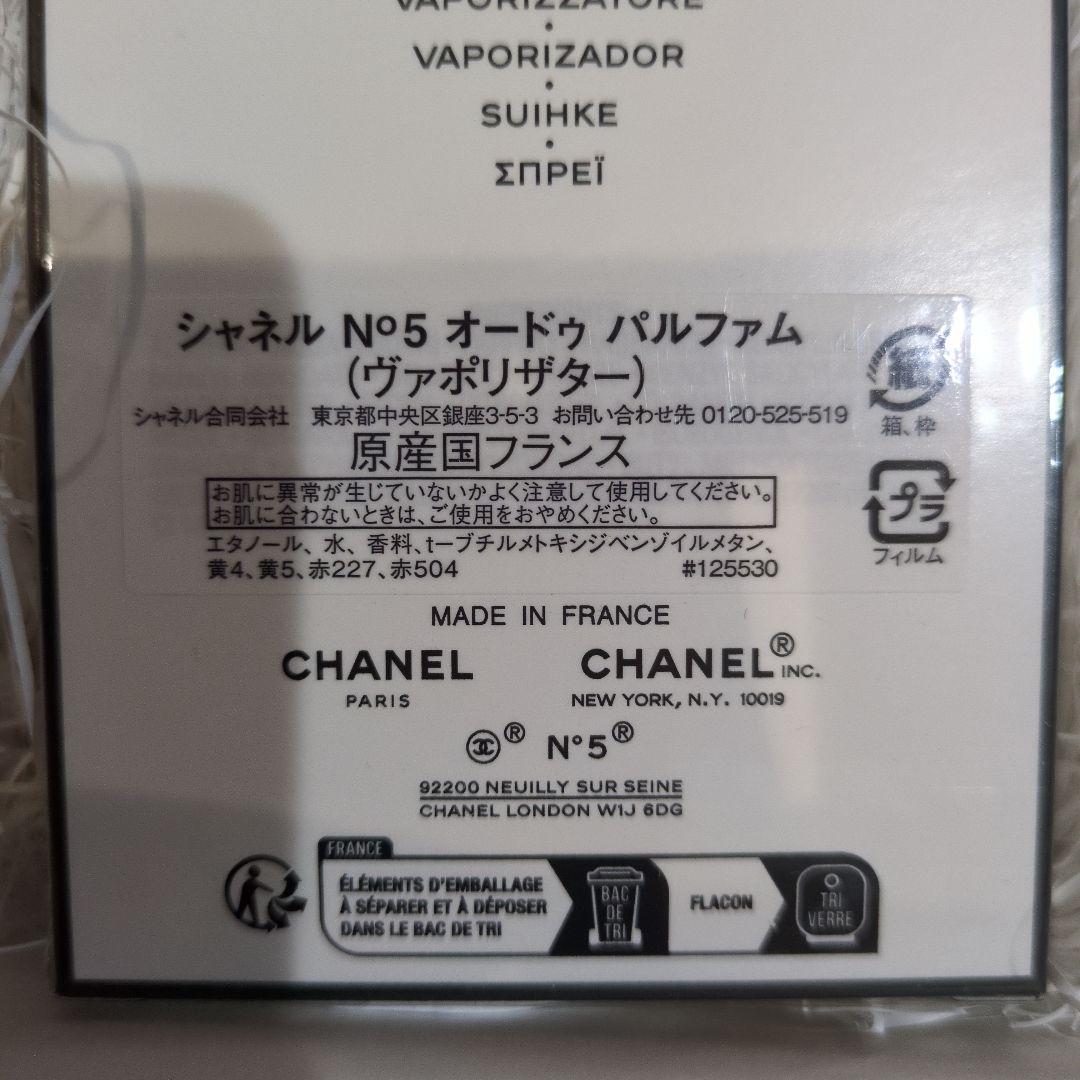 VAPORIZZATORE
VAPORIZADOR
SUIHKE
ΣΠΡΕΪ
シャネル Nº5 オードゥ パルファム
(ヴァポリザター)
シャネル合同会社 東京都中央区銀座3-5-3 お問い合わせ先 0120-525-519
原産国フランス
お肌に異常が生じていないかよく注意して使用してください。
お肌に合わないときは、ご使用をおやめください。
エタノール、水、香料、t-ブチルメトキシジベンゾイルメタン、
黄4、黄5、赤227、赤504 #125530
紙
箱、枠
プラ
フィルム
MADE IN FRANCE
CHANEL
PARIS
CHANEL® INC.
NEW YORK, N.Y. 10019
® N°5®
92200 NEUILLY SUR SEINE
CHANEL LONDON W1J 6DG
FRANCE
ÉLÉMENTS D'EMBALLAGE
À SÉPARER ET À DÉPOSER
DANS LE BAC DE TRI
BAC
DE
TRI
FLACON
TRI
VERRE